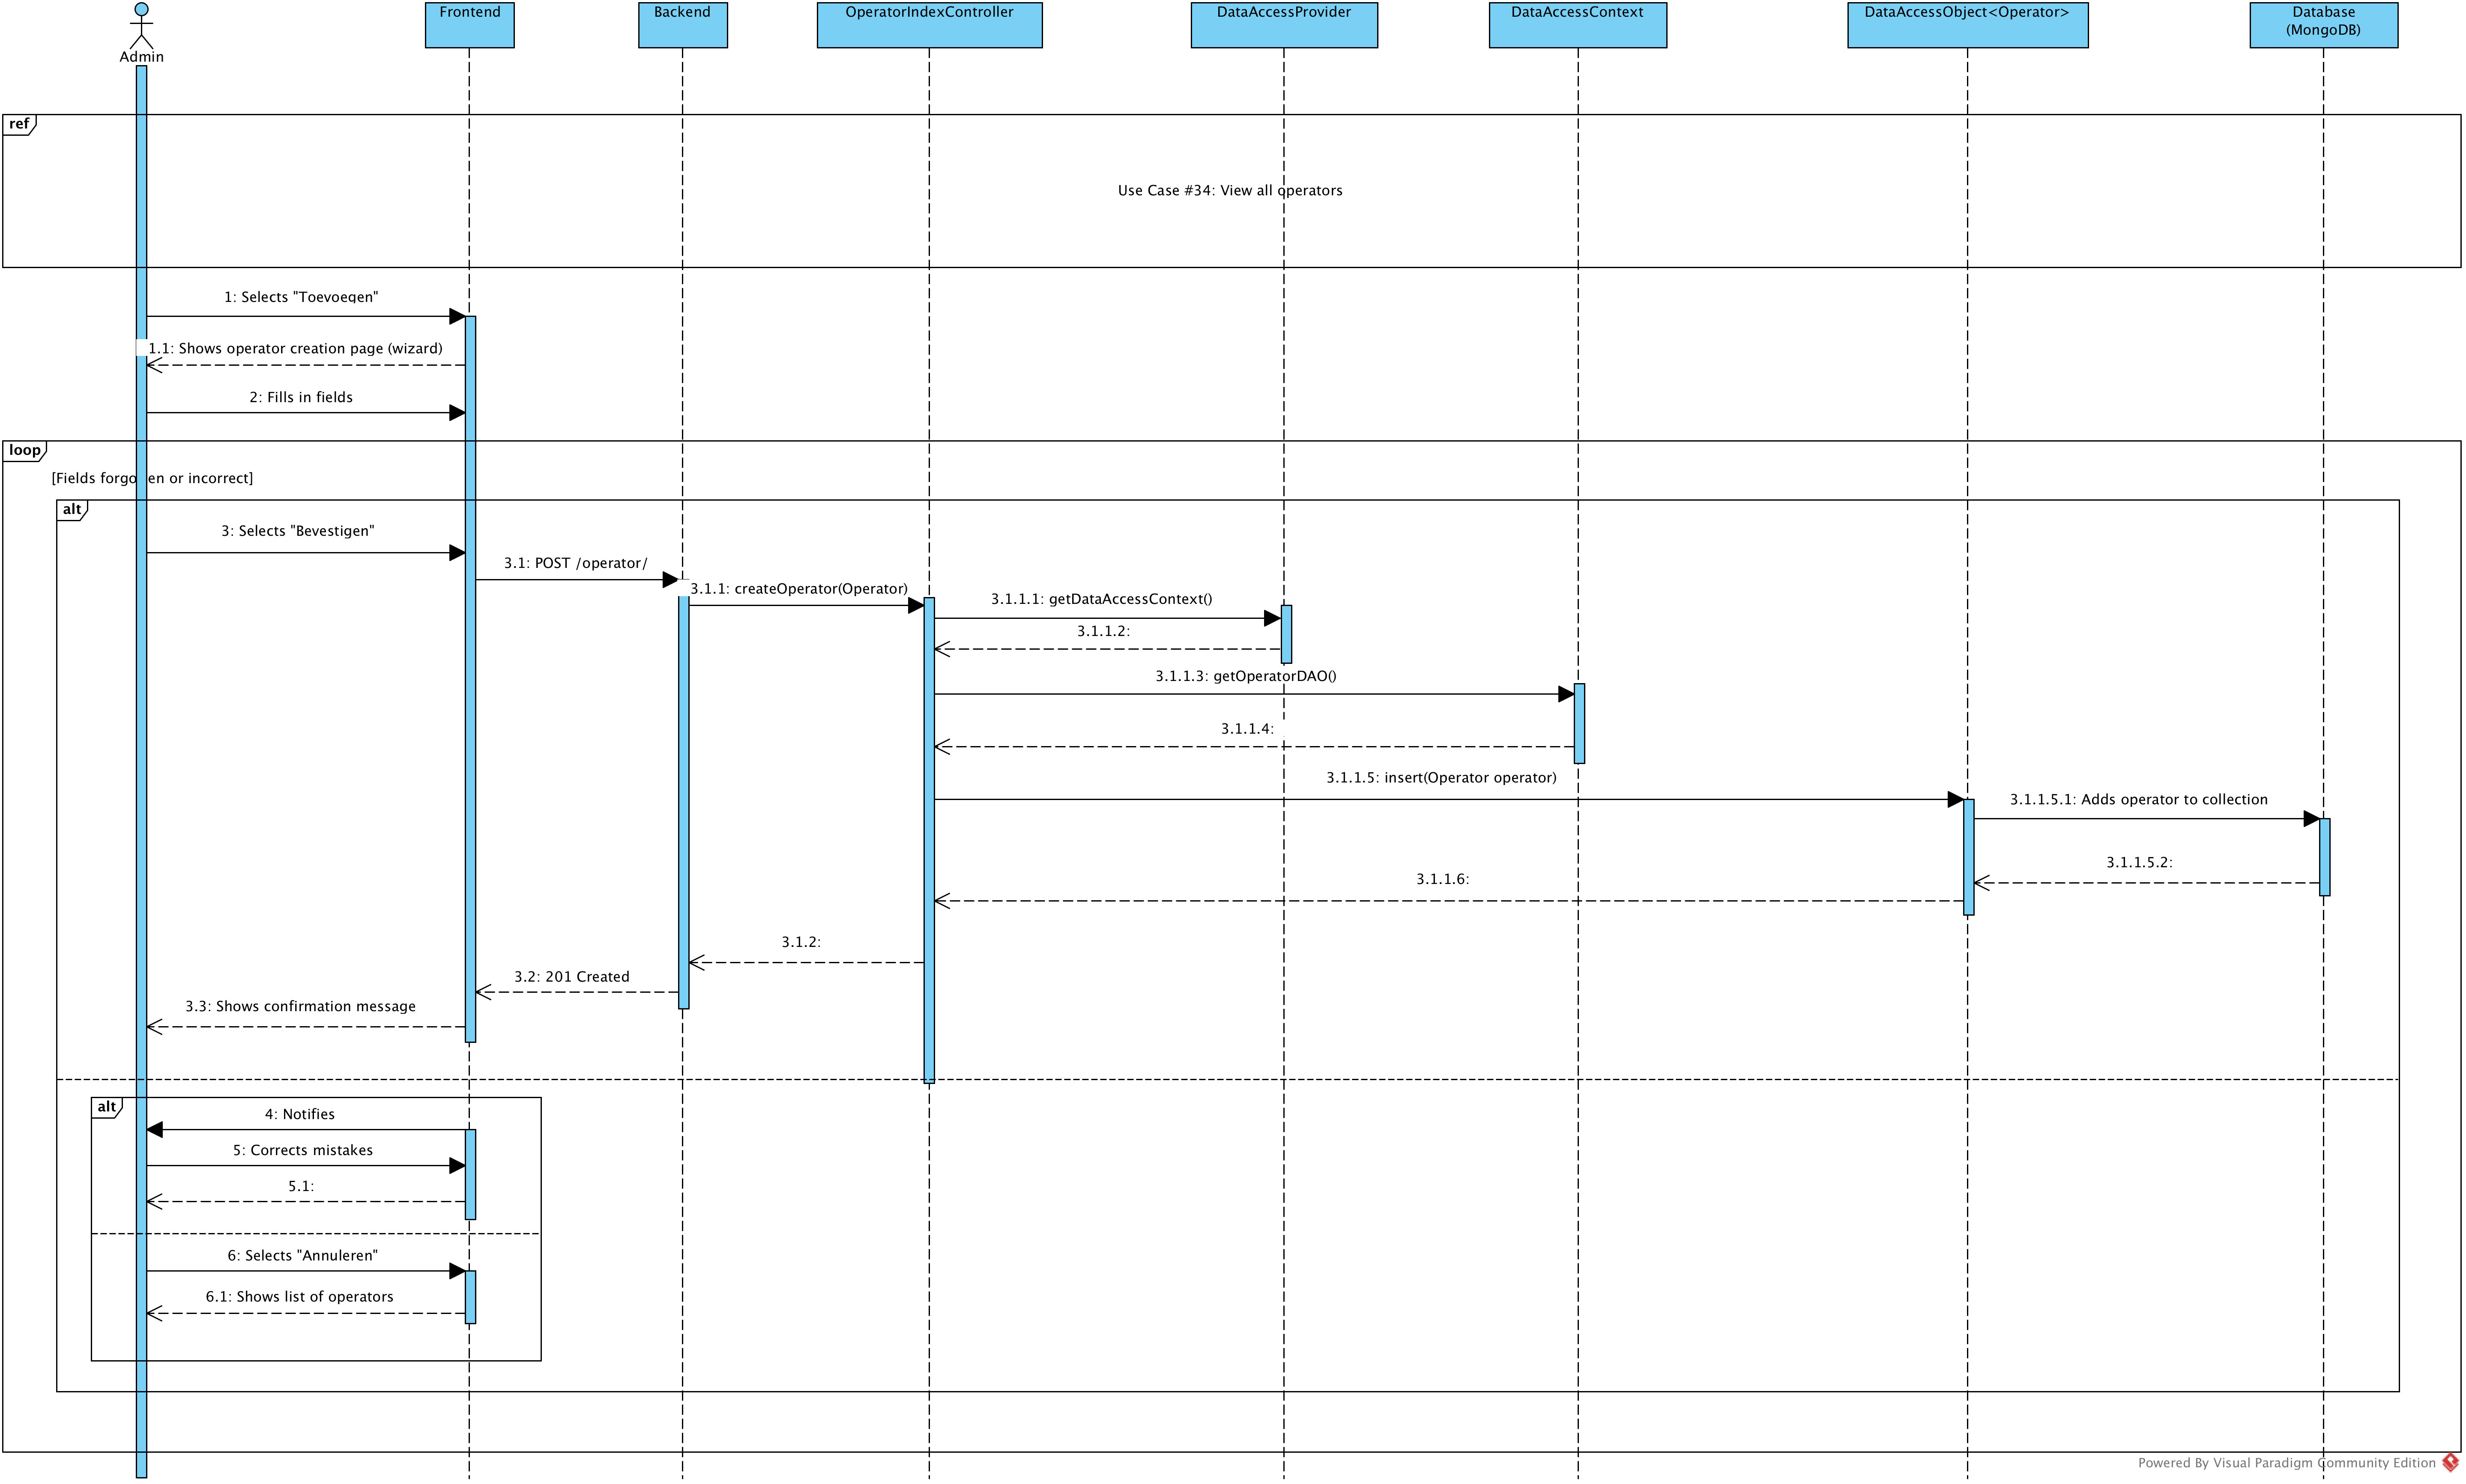 Admin
Frontend
Backend
OperatorIndexController
DataAccessProvider
DataAccessContext
DataAccessObject<Operator>
Database
(MongoDB)
ref
Use Case #34: View all operators
1: Selects "Toevoegen"
1.1: Shows operator creation page (wizard)
2: Fills in fields
loop
[Fields forgotten or incorrect]
alt
3: Selects "Bevestigen"
3.1: POST /operator/
3.1.1: createOperator(Operator)
3.1.1.1: getDataAccessContext()
3.1.1.2:
3.1.1.3: getOperatorDAO()
3.1.1.4:
3.1.1.5: insert(Operator operator)
3.1.1.5.1: Adds operator to collection
3.1.1.5.2:
3.1.1.6:
3.1.2:
3.2: 201 Created
3.3: Shows confirmation message
alt
4: Notifies
5: Corrects mistakes
5.1:
6: Selects "Annuleren"
6.1: Shows list of operators
Powered By Visual Paradigm Community Edition